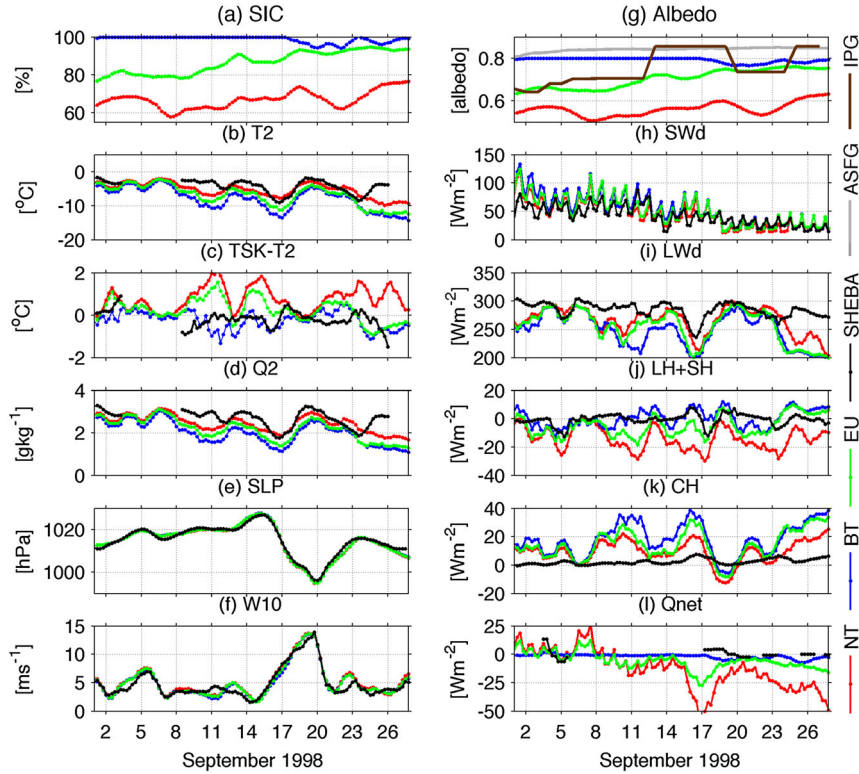 (a) SIC
100
80
60
[%]
(b) T2
0
-10
-20
[°C]
(c) TSK-T2
2
0
-2
[°C]
(d) Q2
4
2
0
[gkg-1]
(e) SLP
1020
1000
[hPa]
(f) W10
15
10
5
0
[ms-1]
2 5 8 11 14 17 20 23 26
September 1998
(g) Albedo
0.8
0.6
[albedo]
(h) SWd
150
100
50
0
[Wm-2]
(i) LWd
350
300
250
200
[Wm-2]
(j) LH+SH
20
0
-20
-40
[Wm-2]
(k) CH
40
20
0
-20
[Wm-2]
(l) Qnet
25
0
-25
-50
[Wm-2]
2 5 8 11 14 17 20 23 26
September 1998
NT BT EU SHEBA ASFG IPG